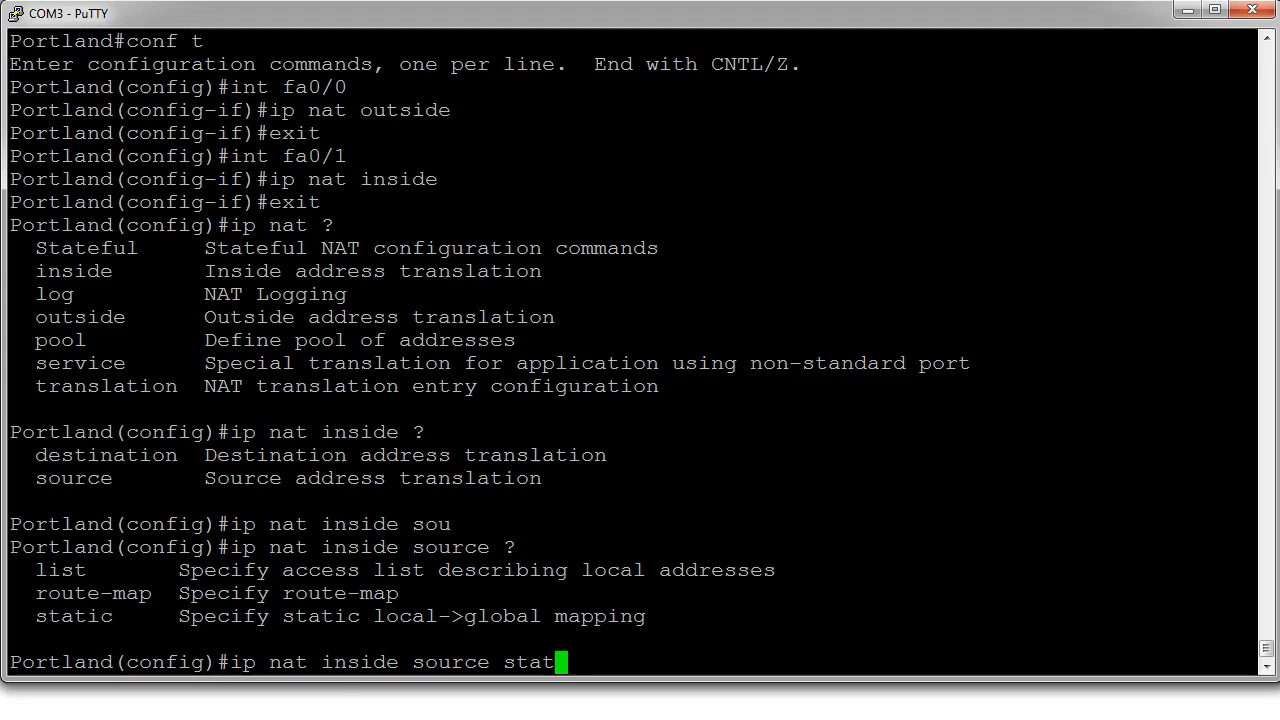 COM3 - PuTTY
Portland#conf t
Enter configuration commands, one per line.  End with CNTL/Z.
Portland(config)#int fa0/0
Portland(config-if)#ip nat outside
Portland(config-if)#exit
Portland(config)#int fa0/1
Portland(config-if)#ip nat inside
Portland(config-if)#exit
Portland(config)#ip nat ?
  Stateful     Stateful NAT configuration commands
  inside       Inside address translation
  log          NAT Logging
  outside      Outside address translation
  pool         Define pool of addresses
  service      Special translation for application using non-standard port
  translation  NAT translation entry configuration

Portland(config)#ip nat inside ?
  destination  Destination address translation
  source       Source address translation

Portland(config)#ip nat inside sou
Portland(config)#ip nat inside source ?
  list       Specify access list describing local addresses
  route-map  Specify route-map
  static     Specify static local->global mapping

Portland(config)#ip nat inside source stat